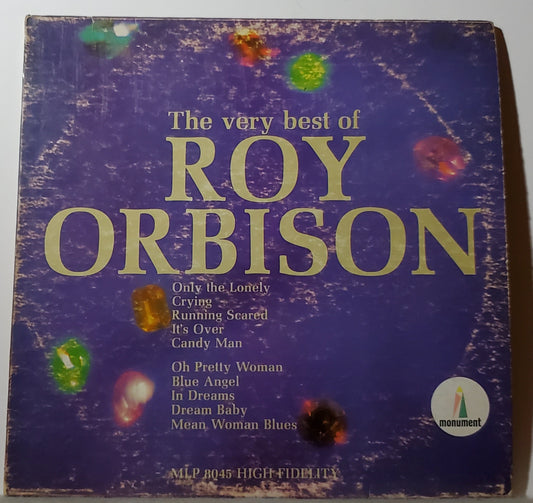 The very best of
ROY
ORBISON
Only the Lonely
Crying
Running Scared
It's Over
Candy Man
Oh Pretty Woman
Blue Angel
In Dreams
Dream Baby
Mean Woman Blues
monument
MLP 8045 HIGH FIDELITY